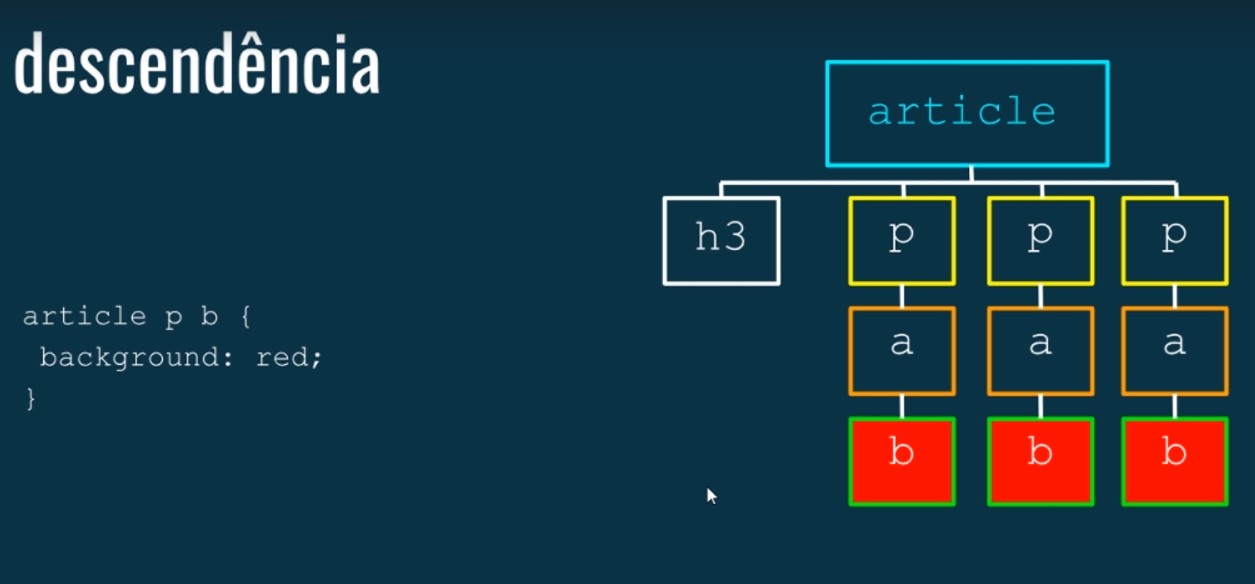 descendência
article p b {
background: red;
}
article
h3 p p p
a a a
b b b